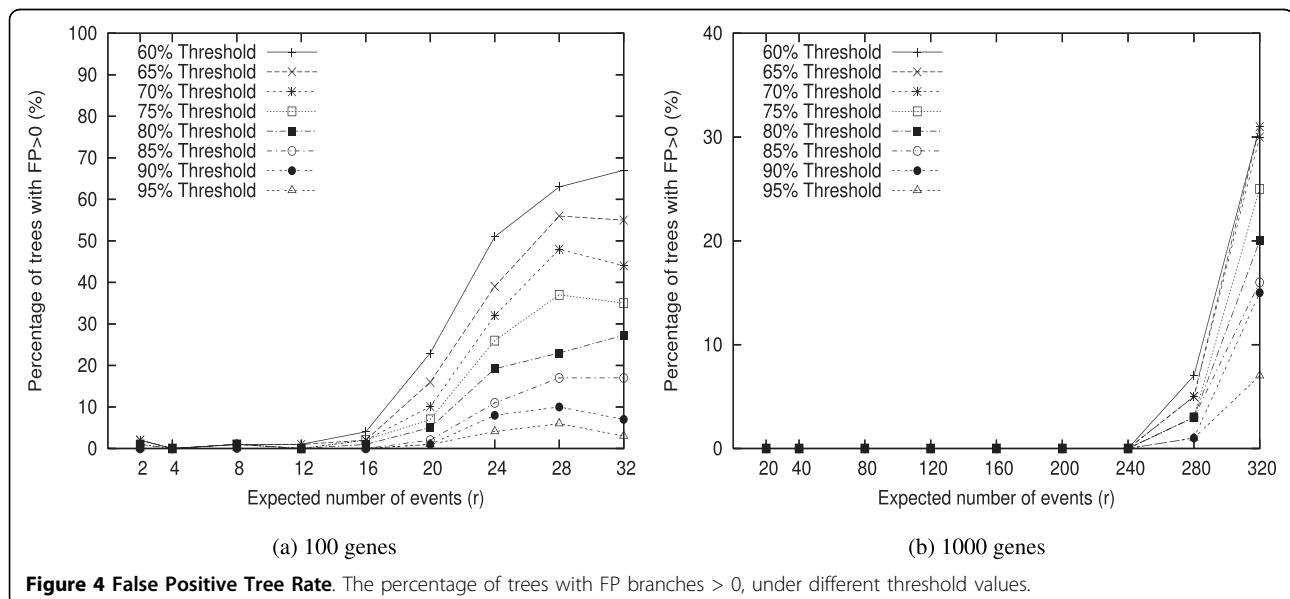 100
90
80
70
60
50
40
30
20
10
0
Percentage of trees with FP>0 (%)
60% Threshold
65% Threshold
70% Threshold
75% Threshold
80% Threshold
85% Threshold
90% Threshold
95% Threshold
2 4 8 12 16 20 24 28 32
Expected number of events (r)
(a) 100 genes
40
30
20
10
0
Percentage of trees with FP>0 (%)
60% Threshold
65% Threshold
70% Threshold
75% Threshold
80% Threshold
85% Threshold
90% Threshold
95% Threshold
20 40 80 120 160 200 240 280 320
Expected number of events (r)
(b) 1000 genes
Figure 4 False Positive Tree Rate. The percentage of trees with FP branches > 0, under different threshold values.